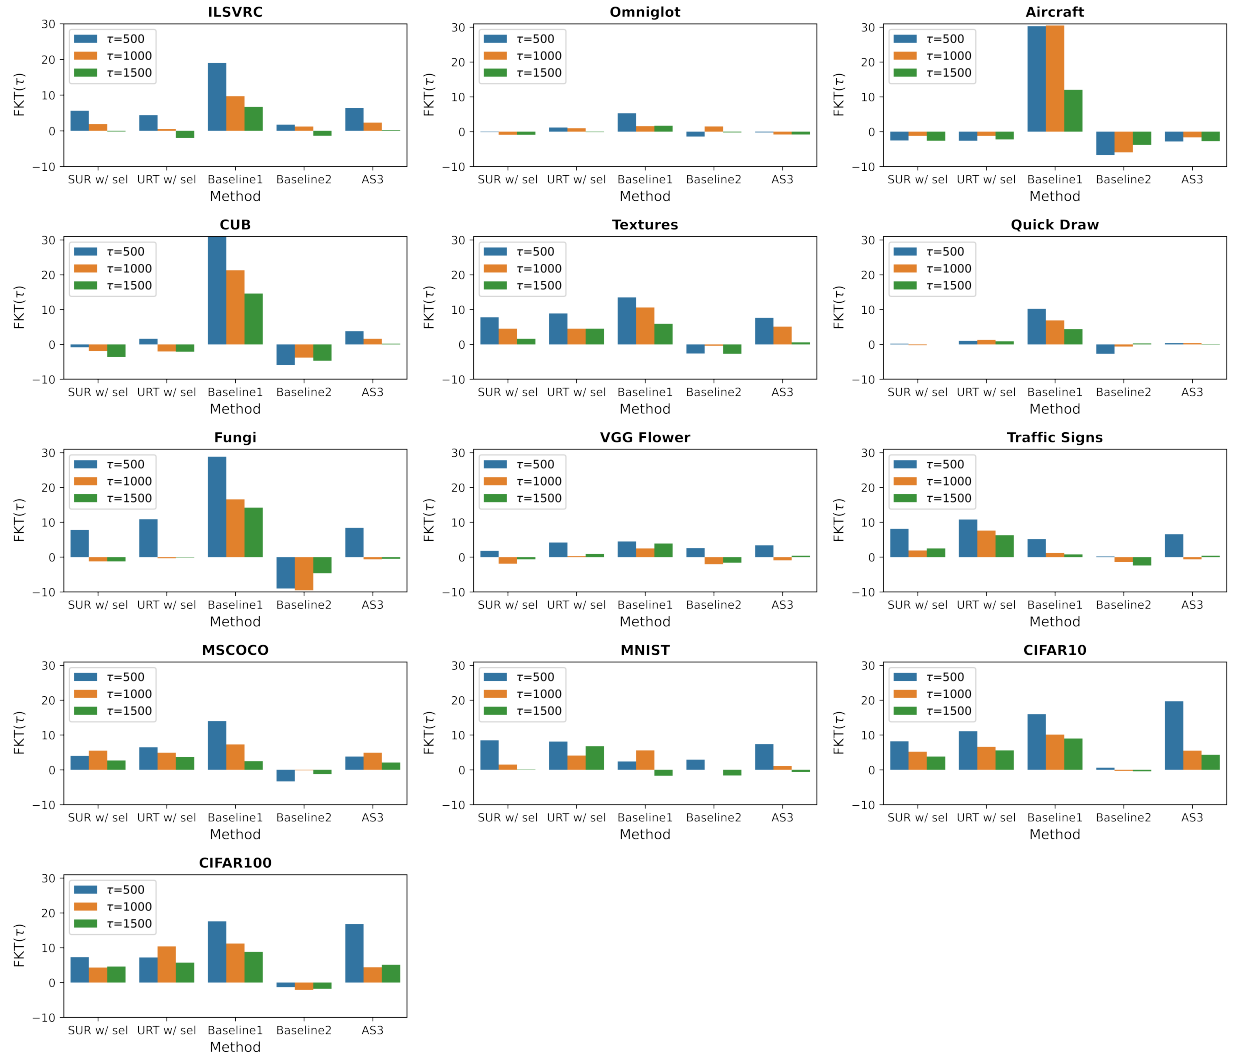 ILSVRC
30
20
10
0
−10
FKT(τ)
τ=500
τ=1000
τ=1500
SUR w/ sel URT w/ sel Baseline1 Baseline2 AS3
Method
Omniglot
30
20
10
0
−10
FKT(τ)
τ=500
τ=1000
τ=1500
SUR w/ sel URT w/ sel Baseline1 Baseline2 AS3
Method
Aircraft
30
20
10
0
−10
FKT(τ)
τ=500
τ=1000
τ=1500
SUR w/ sel URT w/ sel Baseline1 Baseline2 AS3
Method
CUB
30
20
10
0
−10
FKT(τ)
τ=500
τ=1000
τ=1500
SUR w/ sel URT w/ sel Baseline1 Baseline2 AS3
Method
Textures
30
20
10
0
−10
FKT(τ)
τ=500
τ=1000
τ=1500
SUR w/ sel URT w/ sel Baseline1 Baseline2 AS3
Method
Quick Draw
30
20
10
0
−10
FKT(τ)
τ=500
τ=1000
τ=1500
SUR w/ sel URT w/ sel Baseline1 Baseline2 AS3
Method
Fungi
30
20
10
0
−10
FKT(τ)
τ=500
τ=1000
τ=1500
SUR w/ sel URT w/ sel Baseline1 Baseline2 AS3
Method
VGG Flower
30
20
10
0
−10
FKT(τ)
τ=500
τ=1000
τ=1500
SUR w/ sel URT w/ sel Baseline1 Baseline2 AS3
Method
Traffic Signs
30
20
10
0
−10
FKT(τ)
τ=500
τ=1000
τ=1500
SUR w/ sel URT w/ sel Baseline1 Baseline2 AS3
Method
MSCOCO
30
20
10
0
−10
FKT(τ)
τ=500
τ=1000
τ=1500
SUR w/ sel URT w/ sel Baseline1 Baseline2 AS3
Method
MNIST
30
20
10
0
−10
FKT(τ)
τ=500
τ=1000
τ=1500
SUR w/ sel URT w/ sel Baseline1 Baseline2 AS3
Method
CIFAR10
30
20
10
0
−10
FKT(τ)
τ=500
τ=1000
τ=1500
SUR w/ sel URT w/ sel Baseline1 Baseline2 AS3
Method
CIFAR100
30
20
10
0
−10
FKT(τ)
τ=500
τ=1000
τ=1500
SUR w/ sel URT w/ sel Baseline1 Baseline2 AS3
Method